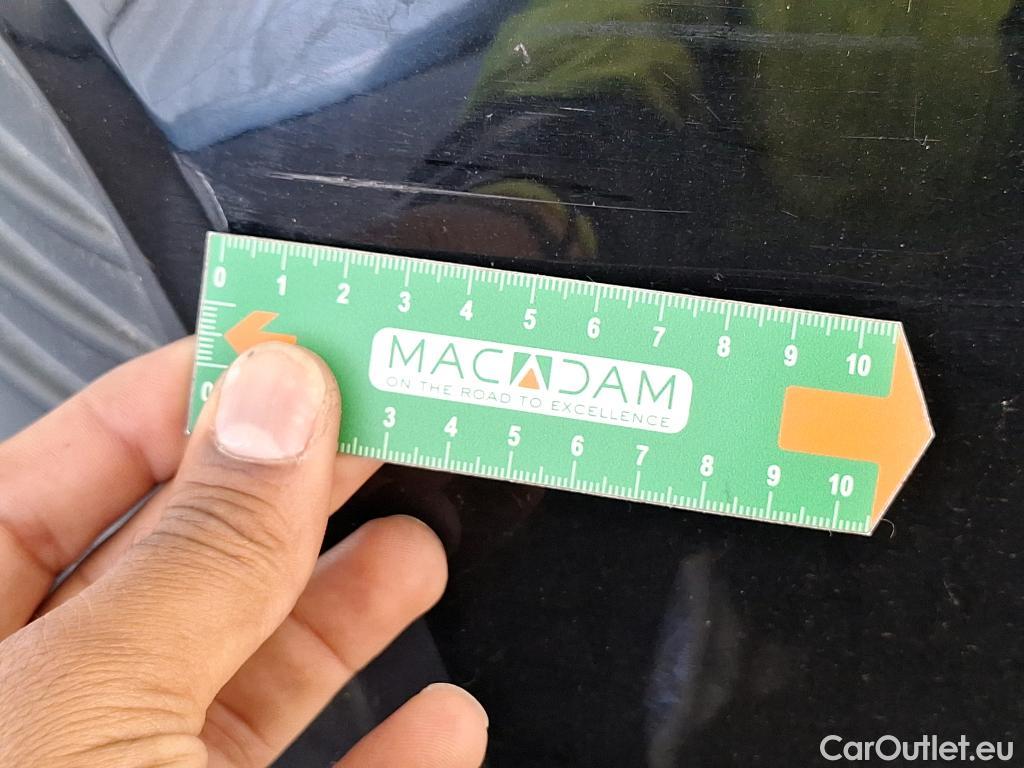 0 1 2 3 4 5 6 7 8 9 10
MACADAM
ON THE ROAD TO EXCELLENCE
0 3 4 5 6 7 8 9 10
CarOutlet.eu